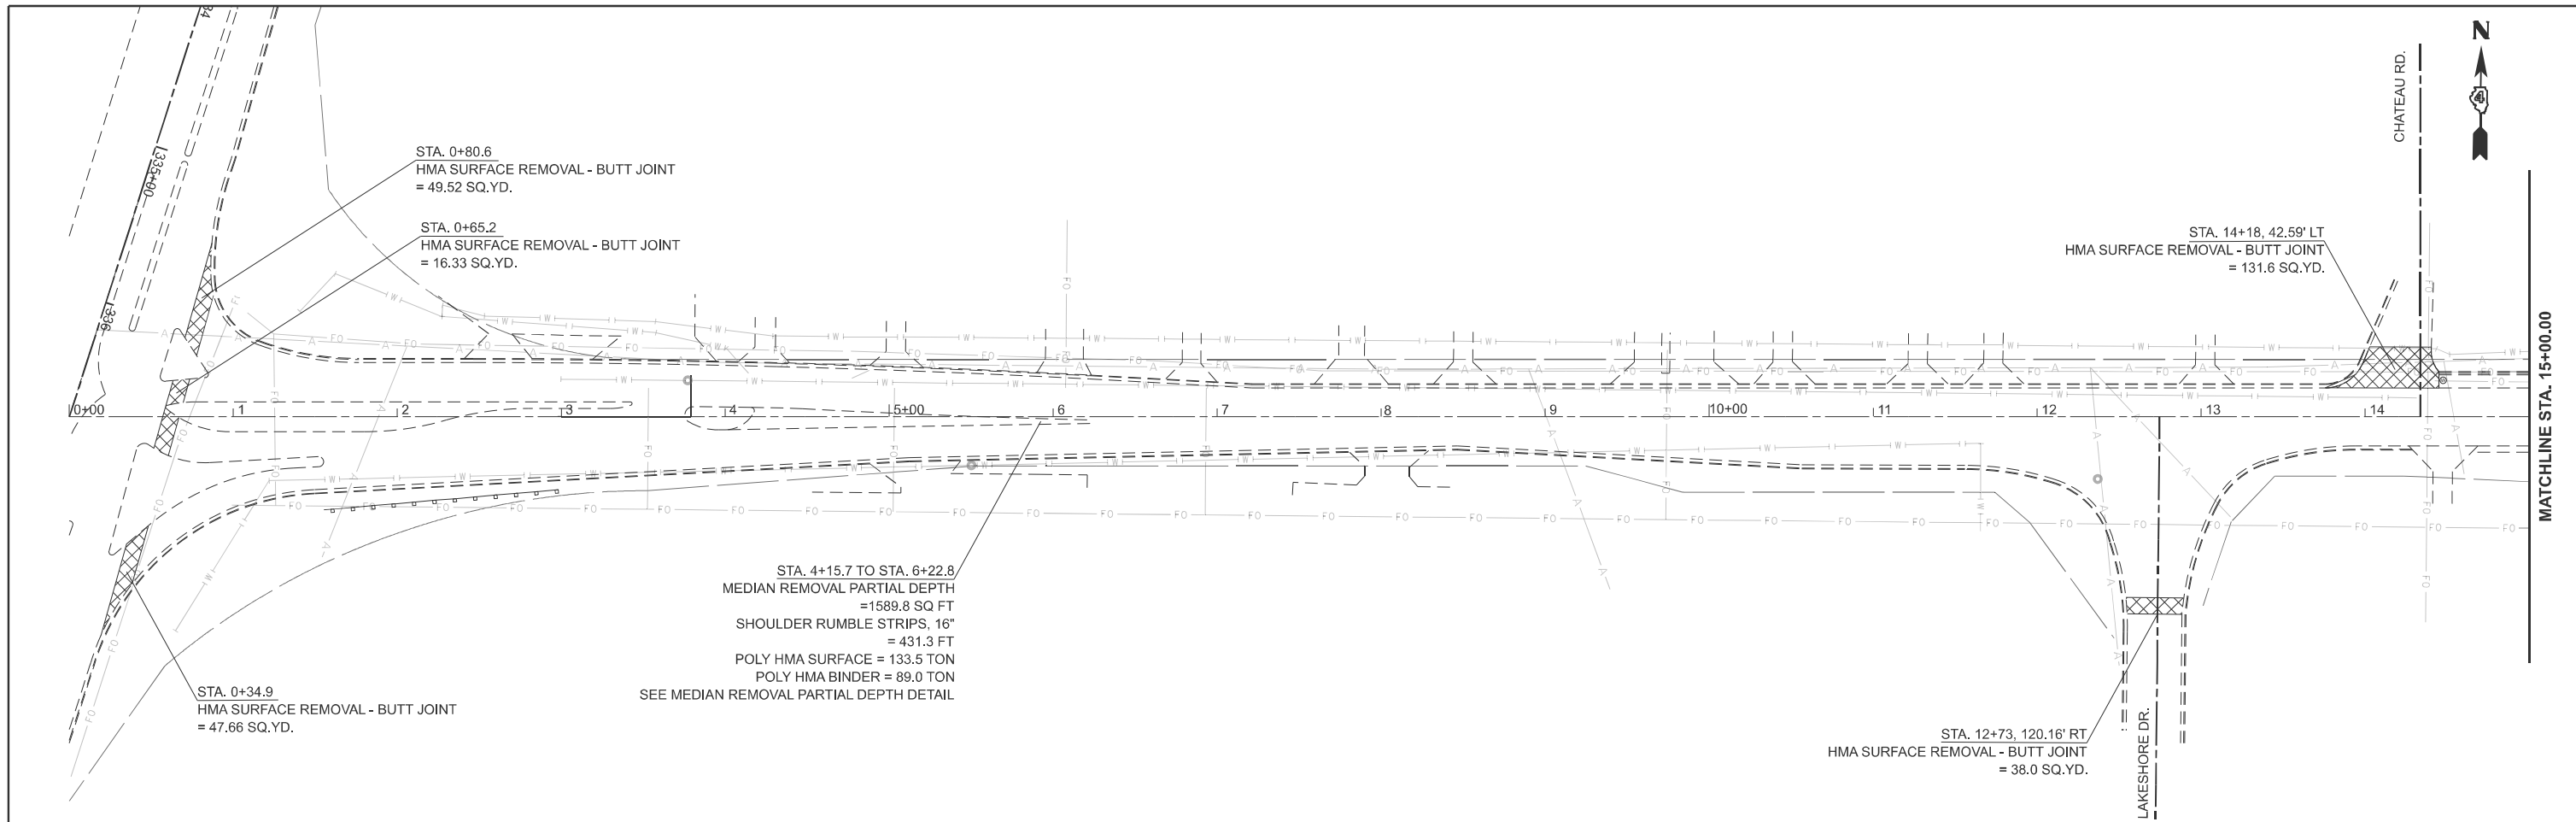 N
4
CHATEAU RD.
STA. 0+80.6
HMA SURFACE REMOVAL - BUTT JOINT
= 49.52 SQ.YD.
335+00
336
STA. 0+65.2
HMA SURFACE REMOVAL - BUTT JOINT
= 16.33 SQ.YD.
STA. 14+18, 42.59' LT
HMA SURFACE REMOVAL - BUTT JOINT
= 131.6 SQ.YD.
MATCHLINE STA. 15+00.00
0+00 1 2 3 4 5+00 6 7 8 9 10+00 11 12 13 14
STA. 4+15.7 TO STA. 6+22.8
MEDIAN REMOVAL PARTIAL DEPTH
=1589.8 SQ FT
SHOULDER RUMBLE STRIPS, 16"
= 431.3 FT
POLY HMA SURFACE = 133.5 TON
POLY HMA BINDER = 89.0 TON
SEE MEDIAN REMOVAL PARTIAL DEPTH DETAIL
STA. 0+34.9
HMA SURFACE REMOVAL - BUTT JOINT
= 47.66 SQ.YD.
STA. 12+73, 120.16' RT
HMA SURFACE REMOVAL - BUTT JOINT
= 38.0 SQ.YD.
LAKESHORE DR.